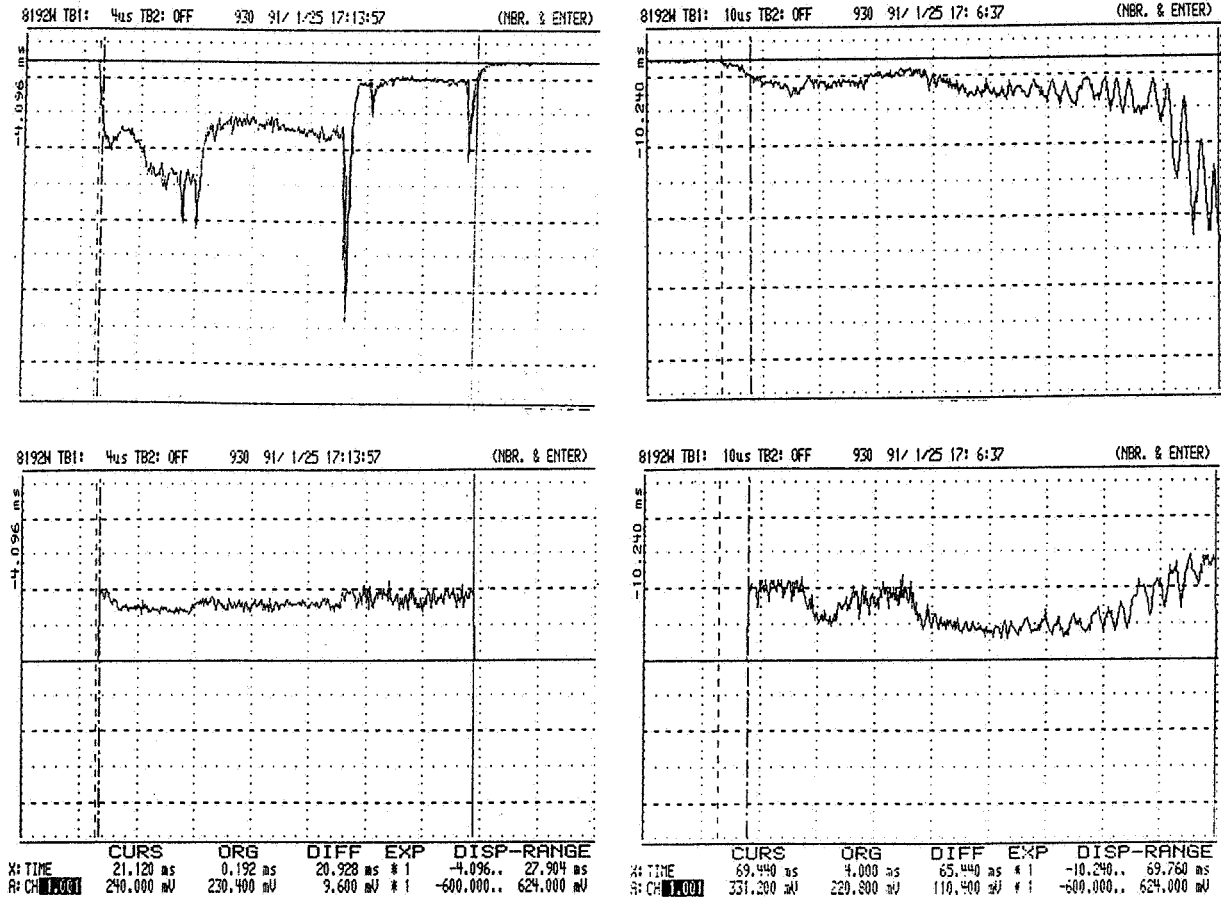 8192W TB1: 4us TB2: OFF 930 91/ 1/25 17:13:57 (NBR. & ENTER)
-4.096 ms
8192W TB1: 10us TB2: OFF 930 91/ 1/25 17: 6:37 (NBR. & ENTER)
-10.240 ms
8192W TB1: 4us TB2: OFF 930 91/ 1/25 17:13:57 (NBR. & ENTER)
-4.096 ms
8192W TB1: 10us TB2: OFF 930 91/ 1/25 17: 6:37 (NBR. & ENTER)
-10.240 ms
CURS ORG DIFF EXP DISP-RANGE
X: TIME 21.120 ms 0.192 ms 20.928 ms * 1 -4.096.. 27.904 ms
A: CH 1.001 240.000 mV 230.400 mV 9.600 mV * 1 -600.000.. 624.000 mV
CURS ORG DIFF EXP DISP-RANGE
X: TIME 69.440 ms 4.000 ms 65.440 ms * 1 -10.240.. 69.760 ms
A: CH 1.001 331.200 mV 220.800 mV 110.400 mV * 1 -600.000.. 624.000 mV